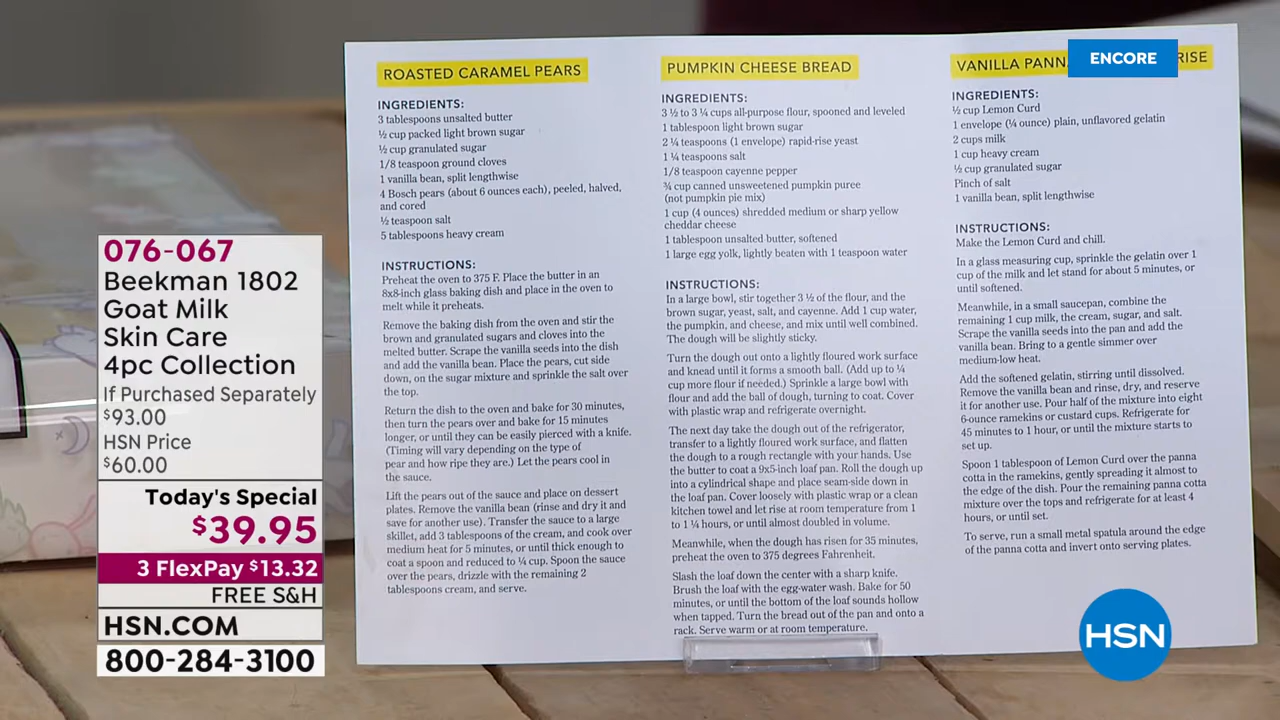 ENCORE
076-067
Beekman 1802
Goat Milk
Skin Care
4pc Collection
If Purchased Separately
$93.00
HSN Price
$60.00
Today's Special
$39.95
3 FlexPay $13.32
FREE S&H
HSN.COM
800-284-3100
ROASTED CARAMEL PEARS
INGREDIENTS:
3 tablespoons unsalted butter
½ cup packed light brown sugar
½ cup granulated sugar
1/8 teaspoon ground cloves
1 vanilla bean, split lengthwise
4 Bosch pears (about 6 ounces each), peeled, halved,
and cored
½ teaspoon salt
5 tablespoons heavy cream
INSTRUCTIONS:
Preheat the oven to 375 F. Place the butter in an
8x8-inch glass baking dish and place in the oven to
melt while it preheats.
Remove the baking dish from the oven and stir the
brown and granulated sugars and cloves into the
melted butter. Scrape the vanilla seeds into the dish
and add the vanilla bean. Place the pears, cut side
down, on the sugar mixture and sprinkle the salt over
the top.
Return the dish to the oven and bake for 30 minutes,
then turn the pears over and bake for 15 minutes
longer, or until they can be easily pierced with a knife.
(Timing will vary depending on the type of
pear and how ripe they are.) Let the pears cool in
the sauce.
Lift the pears out of the sauce and place on dessert
plates. Remove the vanilla bean (rinse and dry it and
save for another use). Transfer the sauce to a large
skillet, add 3 tablespoons of the cream, and cook over
medium heat for 5 minutes, or until thick enough to
coat a spoon and reduced to ¼ cup. Spoon the sauce
over the pears, drizzle with the remaining 2
tablespoons cream, and serve.
PUMPKIN CHEESE BREAD
INGREDIENTS:
3 ½ to 3 ¼ cups all-purpose flour, spooned and leveled
1 tablespoon light brown sugar
2 ¼ teaspoons (1 envelope) rapid-rise yeast
1 ¼ teaspoons salt
1/8 teaspoon cayenne pepper
¾ cup canned unsweetened pumpkin puree
(not pumpkin pie mix)
1 cup (4 ounces) shredded medium or sharp yellow
cheddar cheese
1 tablespoon unsalted butter, softened
1 large egg yolk, lightly beaten with 1 teaspoon water
INSTRUCTIONS:
In a large bowl, stir together 3 ½ of the flour, and the
brown sugar, yeast, salt, and cayenne. Add 1 cup water,
the pumpkin, and cheese, and mix until well combined.
The dough will be slightly sticky.
Turn the dough out onto a lightly floured work surface
and knead until it forms a smooth ball. (Add up to ¼
cup more flour if needed.) Sprinkle a large bowl with
flour and add the ball of dough, turning to coat. Cover
with plastic wrap and refrigerate overnight.
The next day take the dough out of the refrigerator,
transfer to a lightly floured work surface, and flatten
the dough to a rough rectangle with your hands. Use
the butter to coat a 9x5-inch loaf pan. Roll the dough up
into a cylindrical shape and place seam-side down in
the loaf pan. Cover loosely with plastic wrap or a clean
kitchen towel and let rise at room temperature from 1
to 1 ¼ hours, or until almost doubled in volume.
Meanwhile, when the dough has risen for 35 minutes,
preheat the oven to 375 degrees Fahrenheit.
Slash the loaf down the center with a sharp knife.
Brush the loaf with the egg-water wash. Bake for 50
minutes, or until the bottom of the loaf sounds hollow
when tapped. Turn the bread out of the pan and onto a
rack. Serve warm or at room temperature.
VANILLA PANN
INGREDIENTS:
½ cup Lemon Curd
1 envelope (¼ ounce) plain, unflavored gelatin
2 cups milk
1 cup heavy cream
½ cup granulated sugar
Pinch of salt
1 vanilla bean, split lengthwise
INSTRUCTIONS:
Make the Lemon Curd and chill.
In a glass measuring cup, sprinkle the gelatin over 1
cup of the milk and let stand for about 5 minutes, or
until softened.
Meanwhile, in a small saucepan, combine the
remaining 1 cup milk, the cream, sugar, and salt.
Scrape the vanilla seeds into the pan and add the
vanilla bean. Bring to a gentle simmer over
medium-low heat.
Add the softened gelatin, stirring until dissolved.
Remove the vanilla bean and rinse, dry, and reserve
it for another use. Pour half of the mixture into eight
6-ounce ramekins or custard cups. Refrigerate for
45 minutes to 1 hour, or until the mixture starts to
set up.
Spoon 1 tablespoon of Lemon Curd over the panna
cotta in the ramekins, gently spreading it almost to
the edge of the dish. Pour the remaining panna cotta
mixture over the tops and refrigerate for at least 4
hours, or until set.
To serve, run a small metal spatula around the edge
of the panna cotta and invert onto serving plates.
HSN